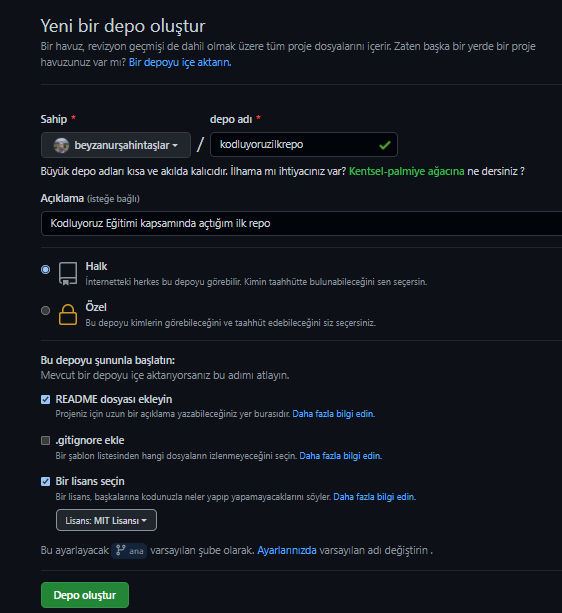 Yeni bir depo oluştur
Bir havuz, revizyon geçmişi de dahil olmak üzere tüm proje dosyalarını içerir. Zaten başka bir yerde bir proje
havuzunuz var mı? Bir depoyu içe aktarın.
Sahip *
depo adı *
beyzanurşahintaşlar
/
kodluyoruzilkrepo
Büyük depo adları kısa ve akılda kalıcıdır. İlhama mı ihtiyacınız var? Kentsel-palmiye ağacına ne dersiniz ?
Açıklama (isteğe bağlı)
Kodluyoruz Eğitimi kapsamında açtığım ilk repo
Halk
İnternetteki herkes bu depoyu görebilir. Kimin taahhütte bulunabileceğini sen seçersin.
Özel
Bu depoyu kimlerin görebileceğini ve taahhüt edebileceğini siz seçersiniz.
Bu depoyu şununla başlatın:
Mevcut bir depoyu içe aktarıyorsanız bu adımı atlayın.
README dosyası ekleyin
Projeniz için uzun bir açıklama yazabileceğiniz yer burasıdır. Daha fazla bilgi edin.
.gitignore ekle
Bir şablon listesinden hangi dosyaların izlenmeyeceğini seçin. Daha fazla bilgi edin.
Bir lisans seçin
Bir lisans, başkalarına kodunuzla neler yapıp yapamayacaklarını söyler. Daha fazla bilgi edin.
Lisans: MIT Lisansı
Bu ayarlayacak ana varsayılan şube olarak. Ayarlarınızda varsayılan adı değiştirin .
Depo oluştur